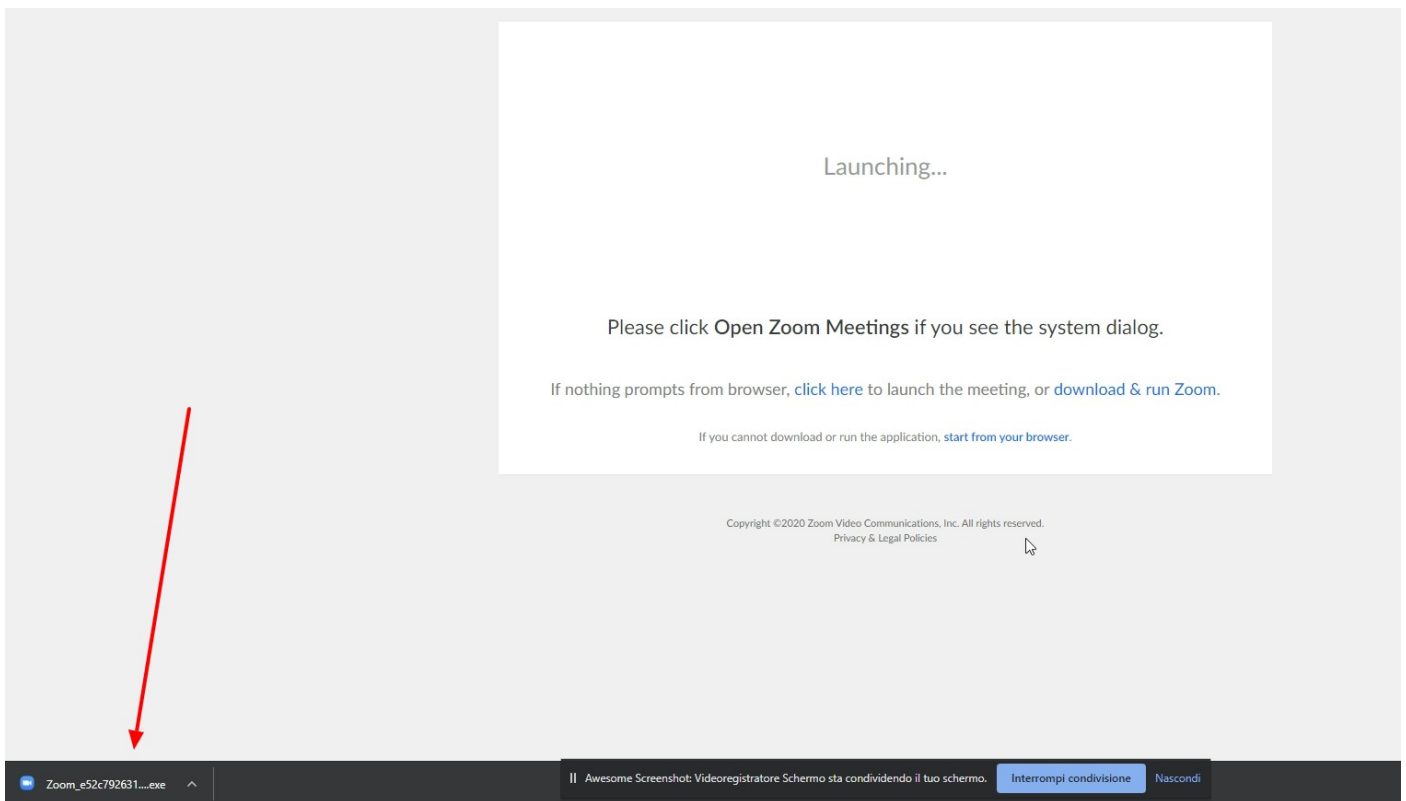 Launching...
Please click Open Zoom Meetings if you see the system dialog.
If nothing prompts from browser, click here to launch the meeting, or download & run Zoom.
If you cannot download or run the application, start from your browser.
Copyright ©2020 Zoom Video Communications, Inc. All rights reserved.
Privacy & Legal Policies
Zoom_e52c792631....exe
Awesome Screenshot: Videoregistratore Schermo sta condividendo il tuo schermo. Interrompi condivisione Nascondi